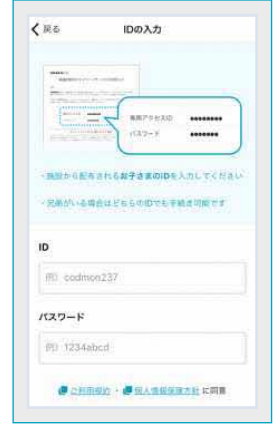 戻る
IDの入力
専用アクセスID ●●●●●●●●
パスワード ●●●●●●●
・施設から配布されるお子さまのIDを入力してください
・兄弟がいる場合はどちらのIDでも手続き可能です
ID
例) codmon237
パスワード
例) 1234abcd
ご利用規約 ・ 個人情報保護方針 に同意